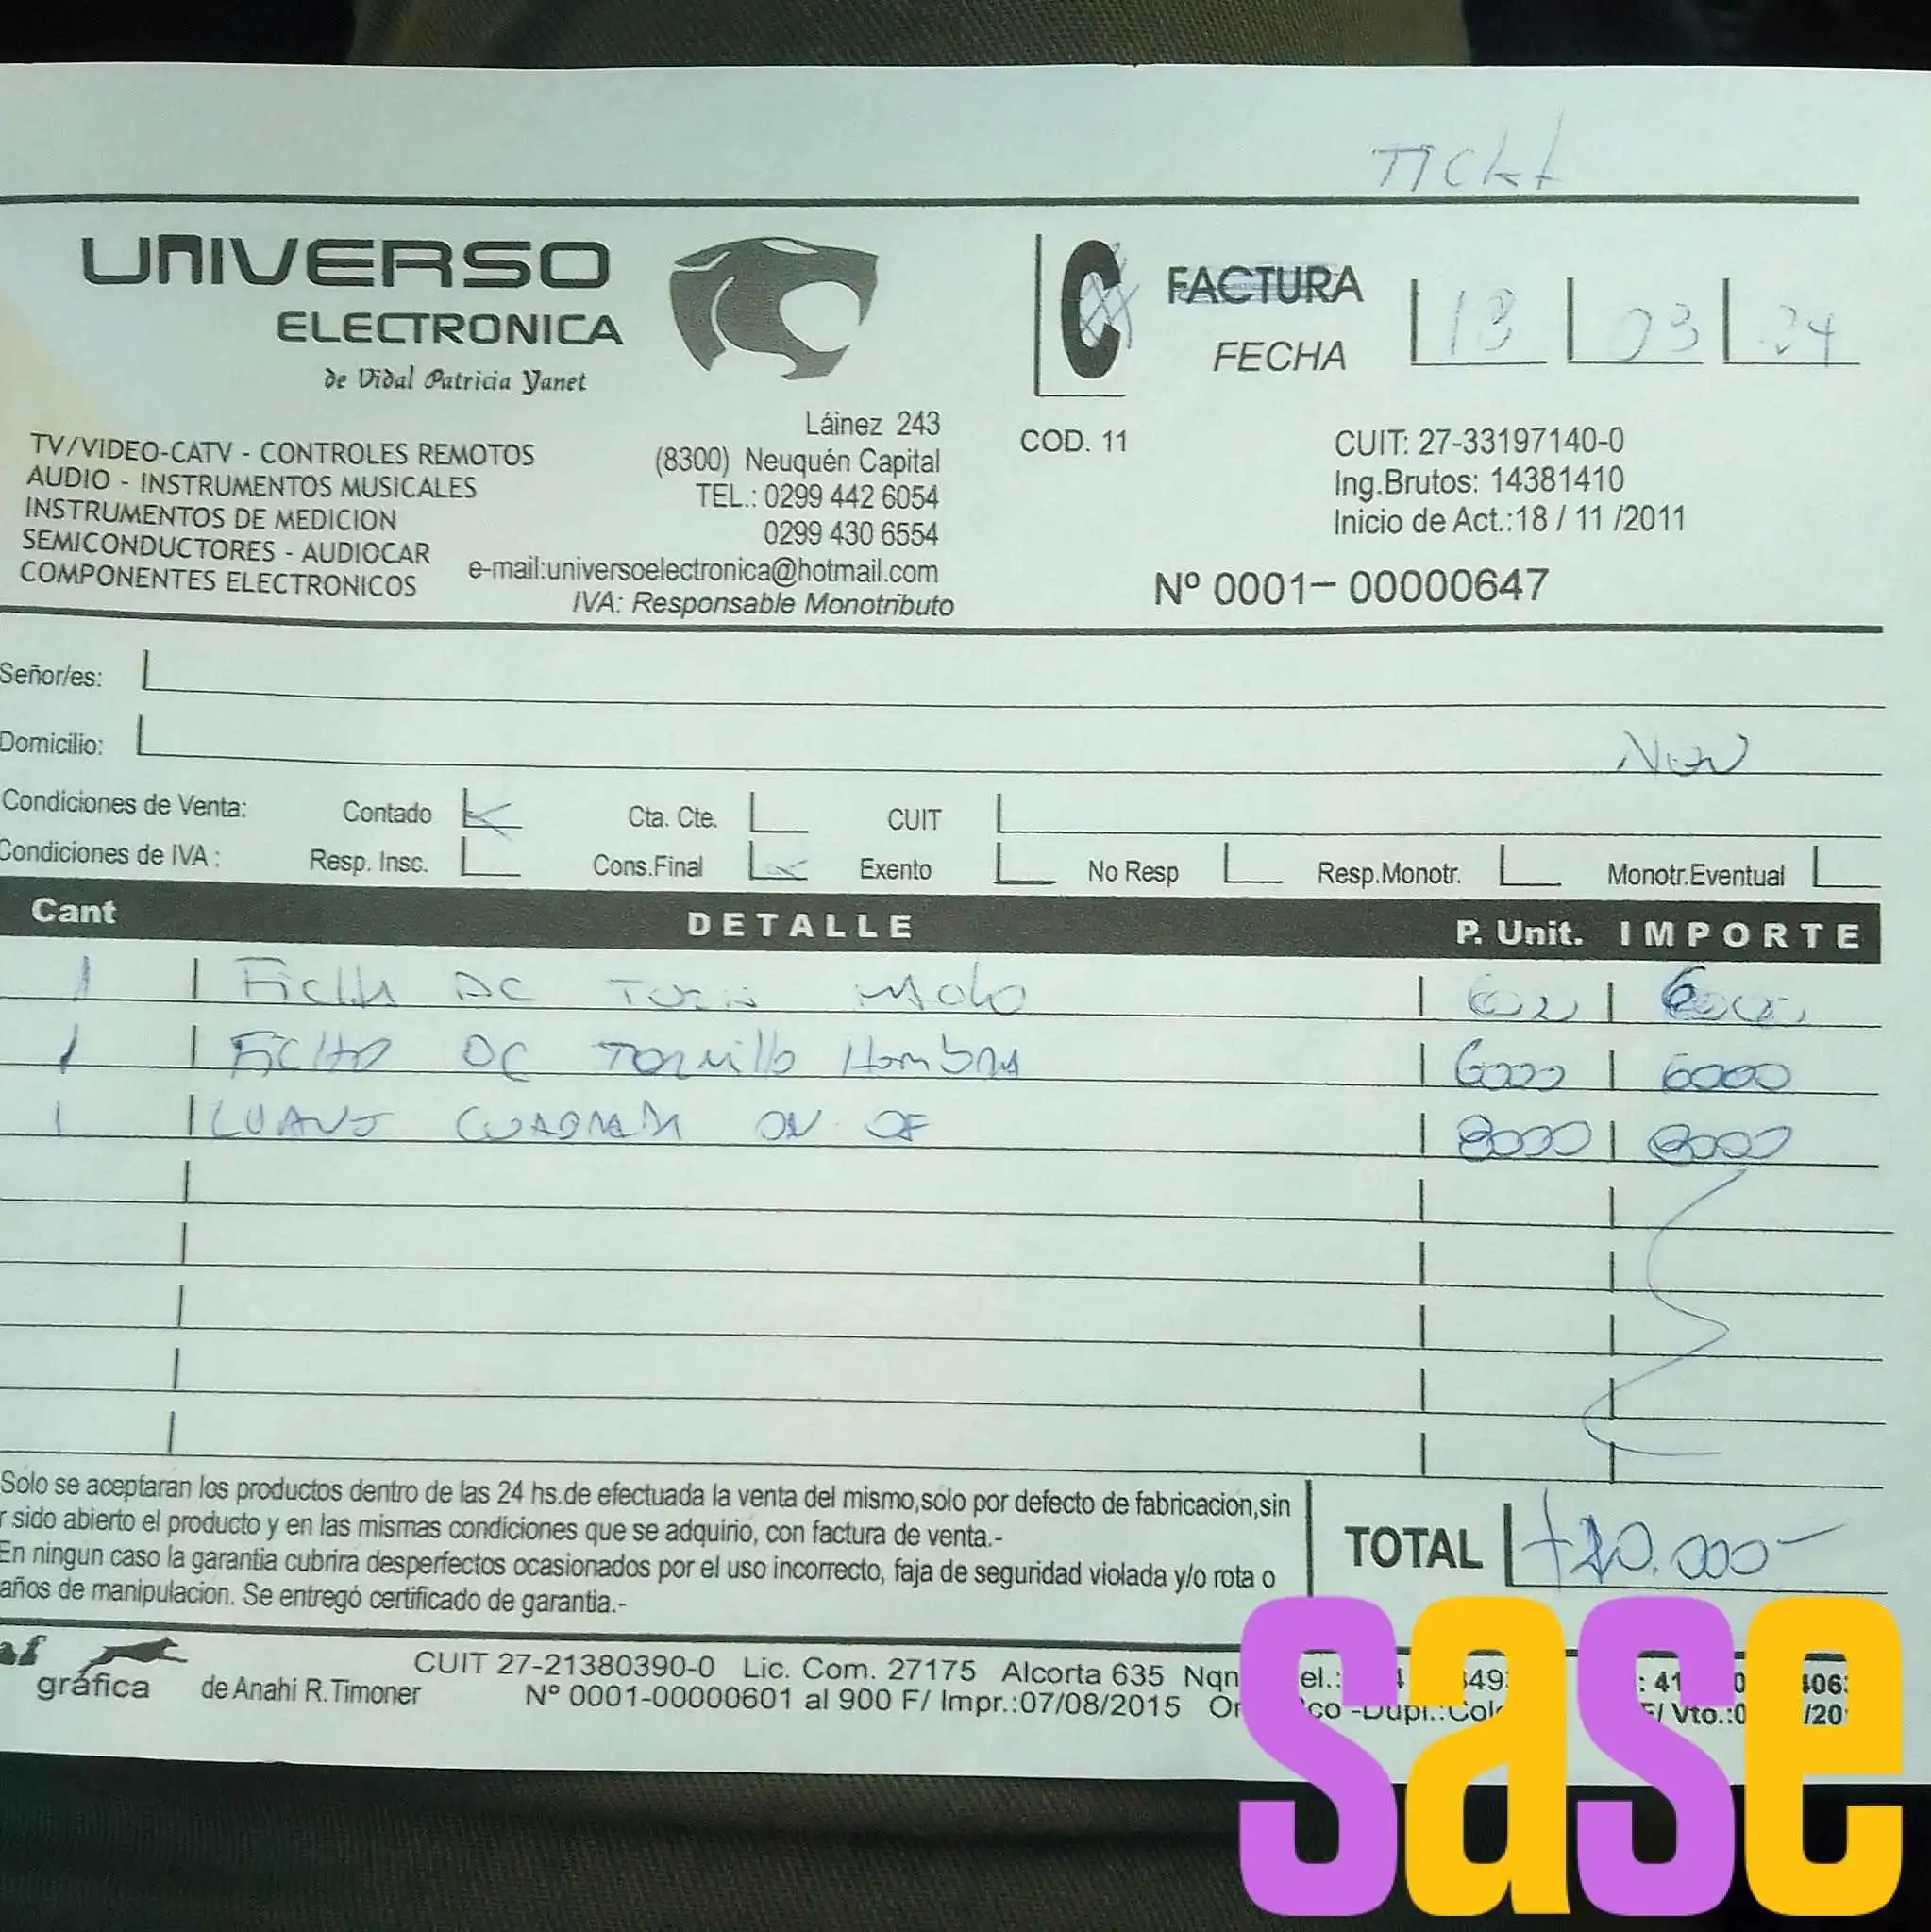 TICKt
UNIVERSO
ELECTRONICA
de Vidal Patricia Yanet
TV/VIDEO-CATV - CONTROLES REMOTOS
AUDIO - INSTRUMENTOS MUSICALES
INSTRUMENTOS DE MEDICION
SEMICONDUCTORES - AUDIOCAR
COMPONENTES ELECTRONICOS
Láinez 243
(8300) Neuquén Capital
TEL.: 0299 442 6054
0299 430 6554
e-mail:universoelectronica@hotmail.com
IVA: Responsable Monotributo
C
COD. 11
FACTURA
FECHA 03 24
CUIT: 27-33197140-0
Ing.Brutos: 14381410
Inicio de Act.:18 / 11 /2011
Nº 0001-00000647
Señor/es:
Domicilio:
Condiciones de Venta: Contado Cta. Cte. CUIT
Condiciones de IVA : Resp. Insc. Cons.Final Exento No Resp Resp.Monotr. Monotr.Eventual
Cant DETALLE P. Unit. IMPORTE
1 Ficha DC
1 Ficha DC Tornillo 6000 6000
1 CUADRADA ON OF 8000 8000
Solo se aceptaran los productos dentro de las 24 hs.de efectuada la venta del mismo,solo por defecto de fabricacion,sin
r sido abierto el producto y en las mismas condiciones que se adquirio, con factura de venta.-
En ningun caso la garantia cubrira desperfectos ocasionados por el uso incorrecto, faja de seguridad violada y/o rota o
años de manipulacion. Se entregó certificado de garantia.-
TOTAL 20.000-
gráfica de Anahi R.Timoner
CUIT 27-21380390-0 Lic. Com. 27175 Alcorta 635 Nqn
Nº 0001-00000601 al 900 F/ Impr.:07/08/2015
sase